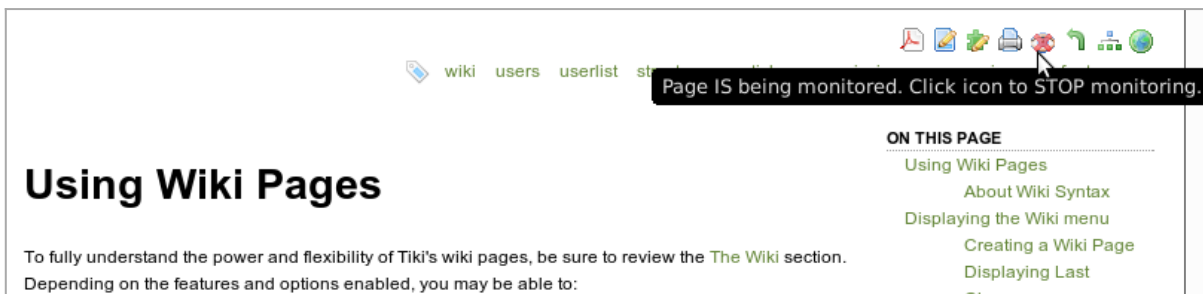 wiki users userlist
Page IS being monitored. Click icon to STOP monitoring.
ON THIS PAGE
Using Wiki Pages
About Wiki Syntax
Displaying the Wiki menu
Creating a Wiki Page
Displaying Last
Using Wiki Pages
To fully understand the power and flexibility of Tiki's wiki pages, be sure to review the The Wiki section.
Depending on the features and options enabled, you may be able to: